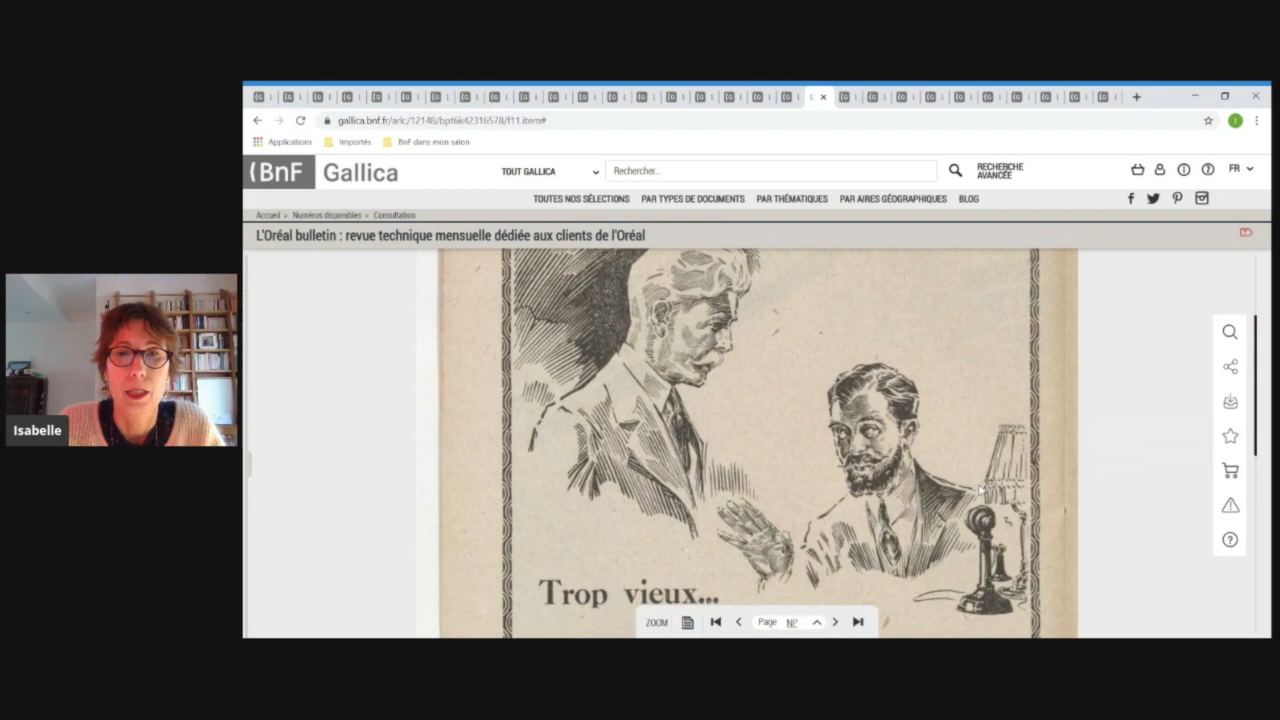 gallica.bnf.fr/ark:/12148/bpt6k42316578/f11.item#
Applications
Importés
BnF dans mon salon
BnF Gallica
TOUT GALLICA
Rechercher...
RECHERCHE
AVANCÉE
FR
TOUTES NOS SÉLECTIONS
PAR TYPES DE DOCUMENTS
PAR THÉMATIQUES
PAR AIRES GÉOGRAPHIQUES
BLOG
Accueil > Numéros disponibles > Consultation
L'Oréal bulletin : revue technique mensuelle dédiée aux clients de l'Oréal
Isabelle
Trop vieux...
ZOOM
Page
NP